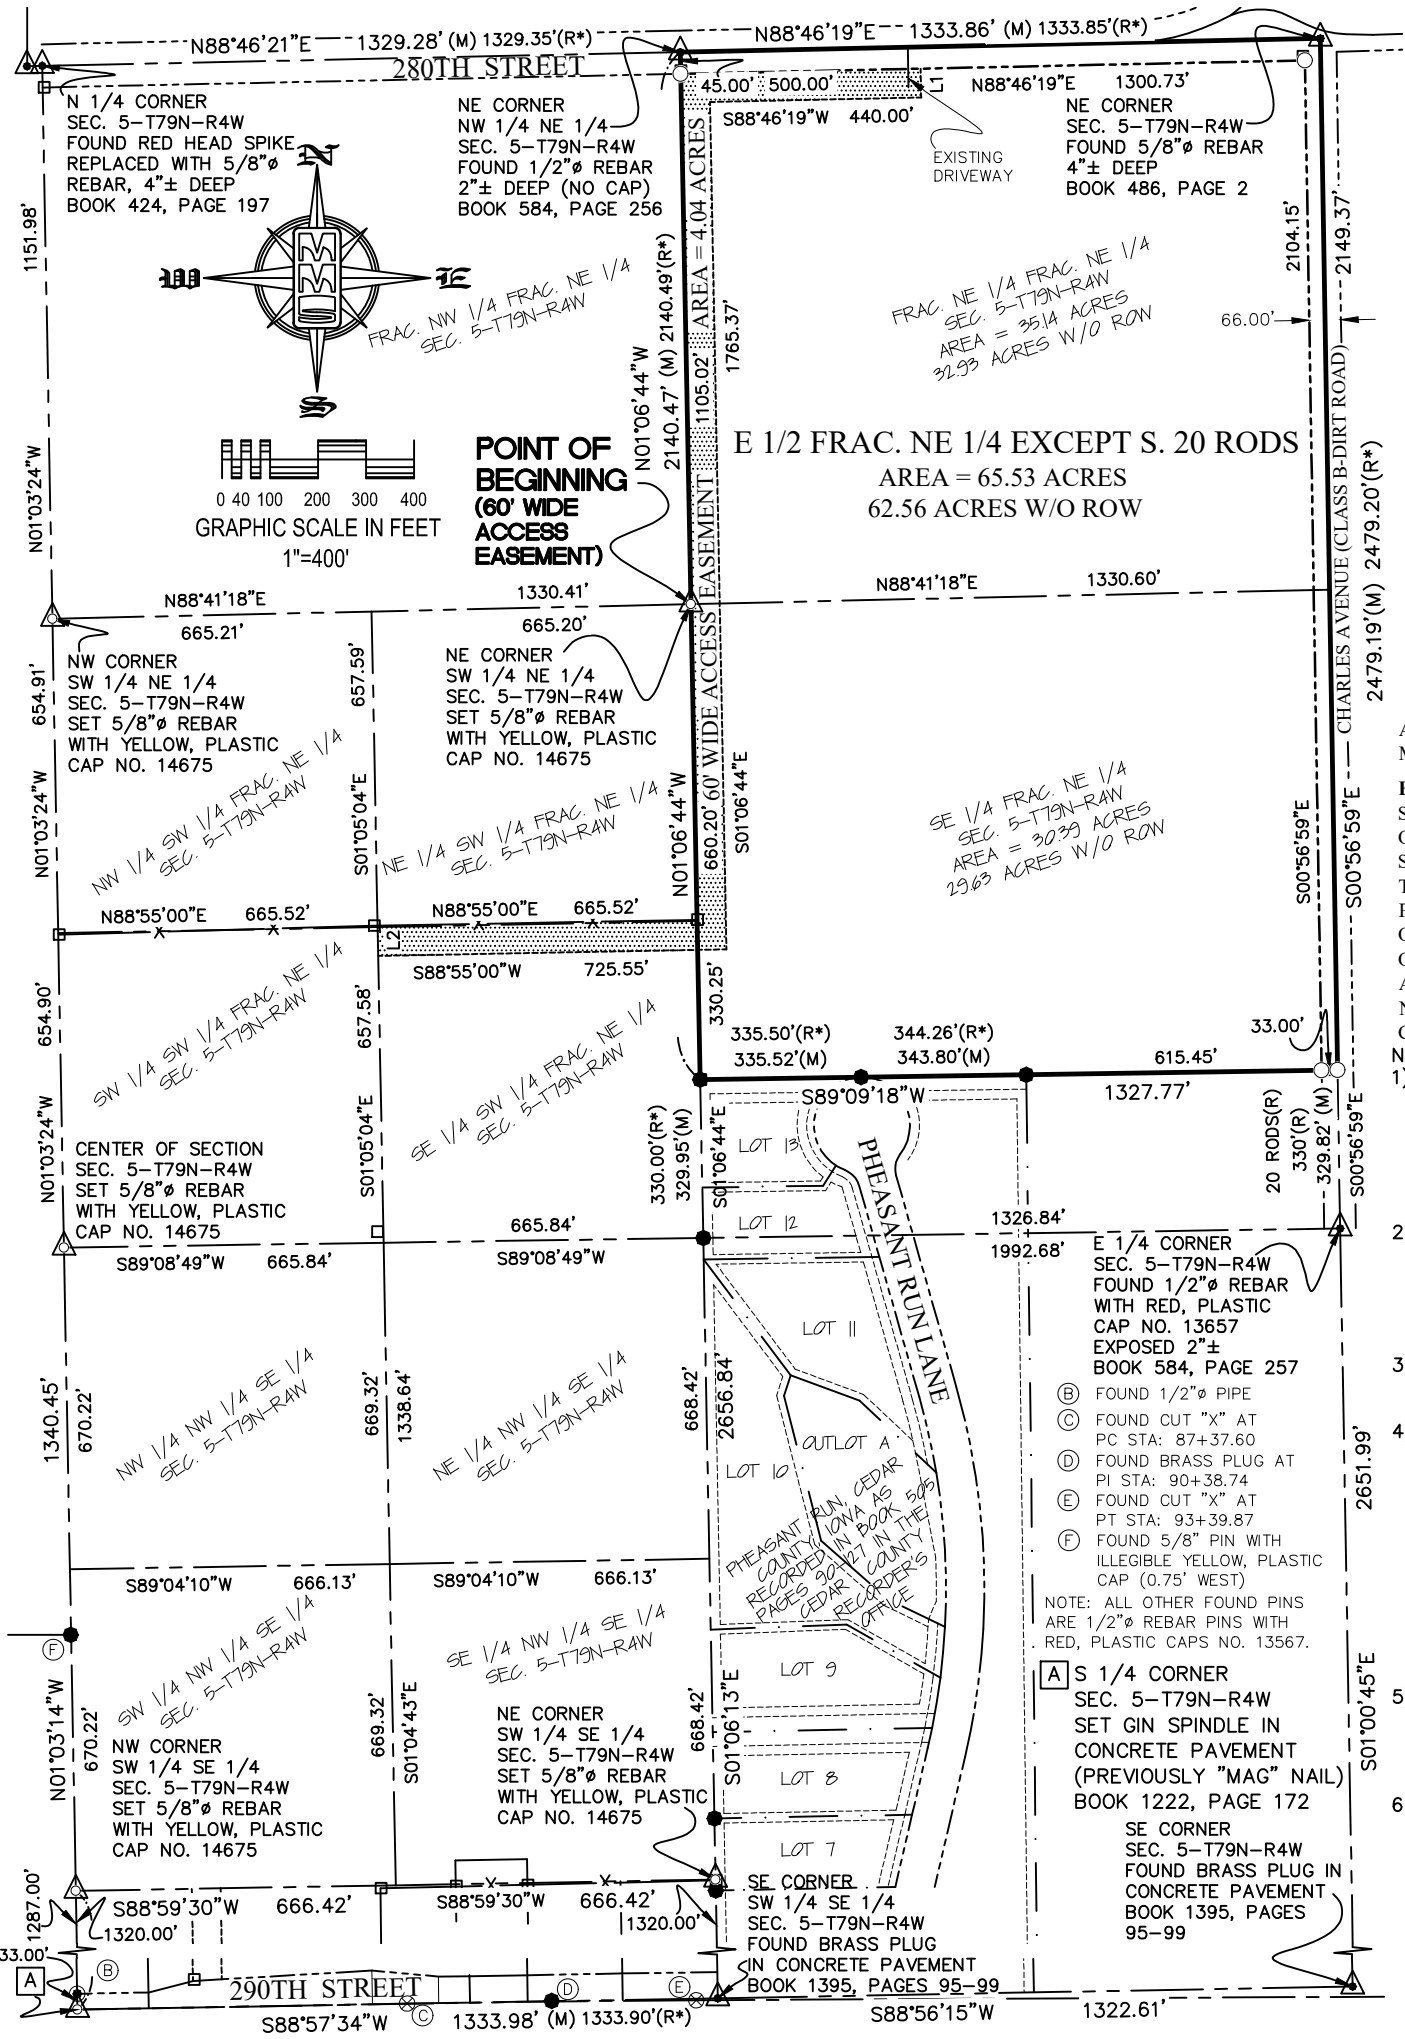 N88°46'21"E 1329.28' (M) 1329.35'(R*)
N88°46'19"E 1333.86' (M) 1333.85'(R*)
280TH STREET
N 1/4 CORNER
SEC. 5-T79N-R4W
FOUND RED HEAD SPIKE
REPLACED WITH 5/8"ø
REBAR, 4"± DEEP
BOOK 424, PAGE 197
NE CORNER
NW 1/4 NE 1/4
SEC. 5-T79N-R4W
FOUND 1/2"ø REBAR
2"± DEEP (NO CAP)
BOOK 584, PAGE 256
45.00' 500.00'
L1
N88°46'19"E 1300.73'
S88°46'19"W 440.00'
EXISTING
DRIVEWAY
NE CORNER
SEC. 5-T79N-R4W
FOUND 5/8"ø REBAR
4"± DEEP
BOOK 486, PAGE 2
1151.98'
N01°03'24"W
N
W
E
S
FRAC. NW 1/4 FRAC. NE 1/4
SEC. 5-T79N-R4W
N01°06'44"W
2140.47' (M) 2140.49'(R*)
60' WIDE ACCESS EASEMENT AREA = 4.04 ACRES
1105.02'
1765.37'
FRAC. NE 1/4 FRAC. NE 1/4
SEC. 5-T79N-R4W
AREA = 35.14 ACRES
32.93 ACRES W/O ROW
2104.15'
2149.37'
66.00'
0 40 100 200 300 400
GRAPHIC SCALE IN FEET
1"=400'
POINT OF
BEGINNING
(60' WIDE
ACCESS
EASEMENT)
E 1/2 FRAC. NE 1/4 EXCEPT S. 20 RODS
AREA = 65.53 ACRES
62.56 ACRES W/O ROW
CHARLES AVENUE (CLASS B-DIRT ROAD)
2479.19'(M) 2479.20'(R*)
N88°41'18"E 1330.41'
N88°41'18"E 1330.60'
665.21'
665.20'
NW CORNER
SW 1/4 NE 1/4
SEC. 5-T79N-R4W
SET 5/8"ø REBAR
WITH YELLOW, PLASTIC
CAP NO. 14675
NE CORNER
SW 1/4 NE 1/4
SEC. 5-T79N-R4W
SET 5/8"ø REBAR
WITH YELLOW, PLASTIC
CAP NO. 14675
654.91'
N01°03'24"W
657.59'
S01°05'04"E
NW 1/4 SW 1/4 FRAC. NE 1/4
SEC. 5-T79N-R4W
NE 1/4 SW 1/4 FRAC. NE 1/4
SEC. 5-T79N-R4W
N01°06'44"W
660.20'
S01°06'44"E
SE 1/4 FRAC. NE 1/4
SEC. 5-T79N-R4W
AREA = 30.39 ACRES
29.63 ACRES W/O ROW
S00°56'59"E
S00°56'59"E
N88°55'00"E 665.52'
N88°55'00"E 665.52'
L2
S88°55'00"W 725.55'
SW 1/4 SW 1/4 FRAC. NE 1/4
SEC. 5-T79N-R4W
SE 1/4 SW 1/4 FRAC. NE 1/4
SEC. 5-T79N-R4W
654.90'
N01°03'24"W
657.58'
S01°05'04"E
330.25'
335.50'(R*) 344.26'(R*)
335.52'(M) 343.80'(M) 615.45'
33.00'
S89°09'18"W 1327.77'
330.00'(R*)
329.95'(M)
S01°06'44"E
20 RODS(R)
330'(R)
329.82' (M)
S00°56'59"E
LOT 13
LOT 12
PHEASANT RUN LANE
CENTER OF SECTION
SEC. 5-T79N-R4W
SET 5/8"ø REBAR
WITH YELLOW, PLASTIC
CAP NO. 14675
665.84'
S89°08'49"W 665.84'
S89°08'49"W
1326.84'
1992.68'
E 1/4 CORNER
SEC. 5-T79N-R4W
FOUND 1/2"ø REBAR
WITH RED, PLASTIC
CAP NO. 13657
EXPOSED 2"±
BOOK 584, PAGE 257
Ⓑ FOUND 1/2"ø PIPE
Ⓒ FOUND CUT "X" AT
PC STA: 87+37.60
Ⓓ FOUND BRASS PLUG AT
PI STA: 90+38.74
Ⓔ FOUND CUT "X" AT
PT STA: 93+39.87
Ⓕ FOUND 5/8" PIN WITH
ILLEGIBLE YELLOW, PLASTIC
CAP (0.75' WEST)
NOTE: ALL OTHER FOUND PINS
ARE 1/2"ø REBAR PINS WITH
RED, PLASTIC CAPS NO. 13567.
LOT 11
OUTLOT A
LOT 10
PHEASANT RUN, CEDAR
COUNTY, IOWA AS
RECORDED IN BOOK 505
PAGES 90-127 IN THE
CEDAR COUNTY
RECORDER'S
OFFICE
1340.45'
670.22'
669.32'
1338.64'
668.42'
2656.84'
2651.99'
NW 1/4 NW 1/4 SE 1/4
SEC. 5-T79N-R4W
NE 1/4 NW 1/4 SE 1/4
SEC. 5-T79N-R4W
S89°04'10"W 666.13'
S89°04'10"W 666.13'
F
SW 1/4 NW 1/4 SE 1/4
SEC. 5-T79N-R4W
SE 1/4 NW 1/4 SE 1/4
SEC. 5-T79N-R4W
N01°03'14"W
670.22'
669.32'
S01°04'43"E
668.42'
S01°06'13"E
S01°00'45"E
LOT 9
LOT 8
LOT 7
NW CORNER
SW 1/4 SE 1/4
SEC. 5-T79N-R4W
SET 5/8"ø REBAR
WITH YELLOW, PLASTIC
CAP NO. 14675
NE CORNER
SW 1/4 SE 1/4
SEC. 5-T79N-R4W
SET 5/8"ø REBAR
WITH YELLOW, PLASTIC
CAP NO. 14675
A S 1/4 CORNER
SEC. 5-T79N-R4W
SET GIN SPINDLE IN
CONCRETE PAVEMENT
(PREVIOUSLY "MAG" NAIL)
BOOK 1222, PAGE 172
SE CORNER
SEC. 5-T79N-R4W
FOUND BRASS PLUG IN
CONCRETE PAVEMENT
BOOK 1395, PAGES
95-99
SE CORNER
SW 1/4 SE 1/4
SEC. 5-T79N-R4W
FOUND BRASS PLUG
IN CONCRETE PAVEMENT
BOOK 1395, PAGES 95-99
S88°59'30"W 666.42'
S88°59'30"W 666.42'
1287.00'
1320.00'
1320.00'
33.00'
A
B
290TH STREET
C
D
E
S88°57'34"W 1333.98' (M) 1333.90'(R*)
S88°56'15"W 1322.61'
1)
2
3
4
5
6